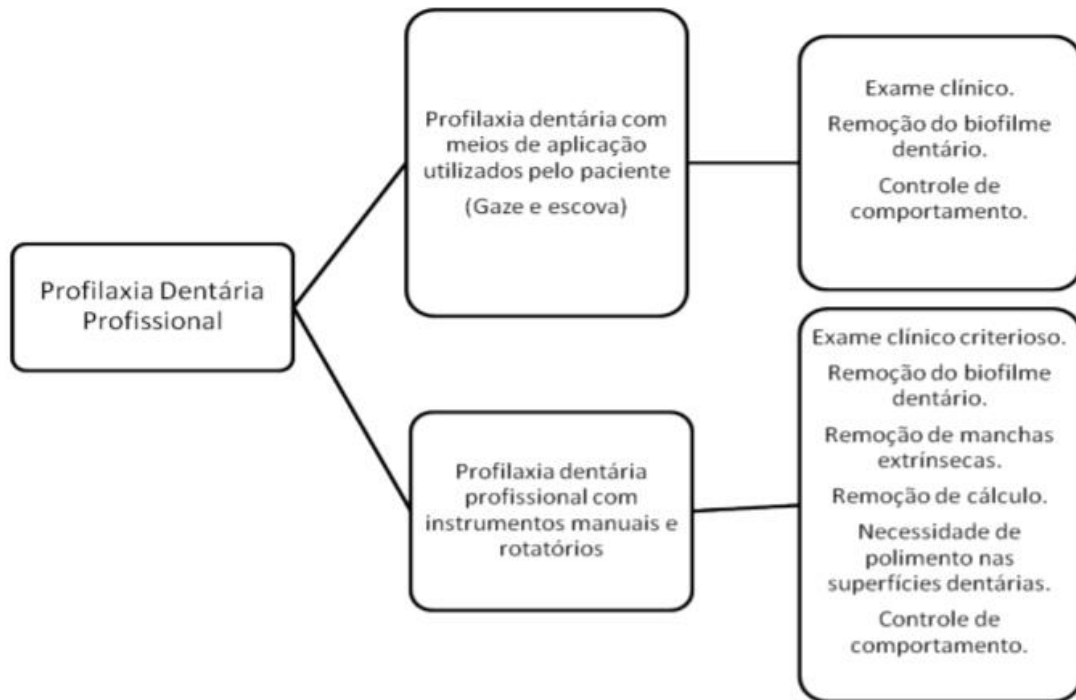 Profilaxia Dentária
Profissional
Profilaxia dentária com
meios de aplicação
utilizados pelo paciente
(Gaze e escova)
Exame clínico.
Remoção do biofilme
dentário.
Controle de
comportamento.
Profilaxia dentária
profissional com
instrumentos manuais e
rotatórios
Exame clínico criterioso.
Remoção do biofilme
dentário.
Remoção de manchas
extrínsecas.
Remoção de cálculo.
Necessidade de
polimento nas
superfícies dentárias.
Controle de
comportamento.